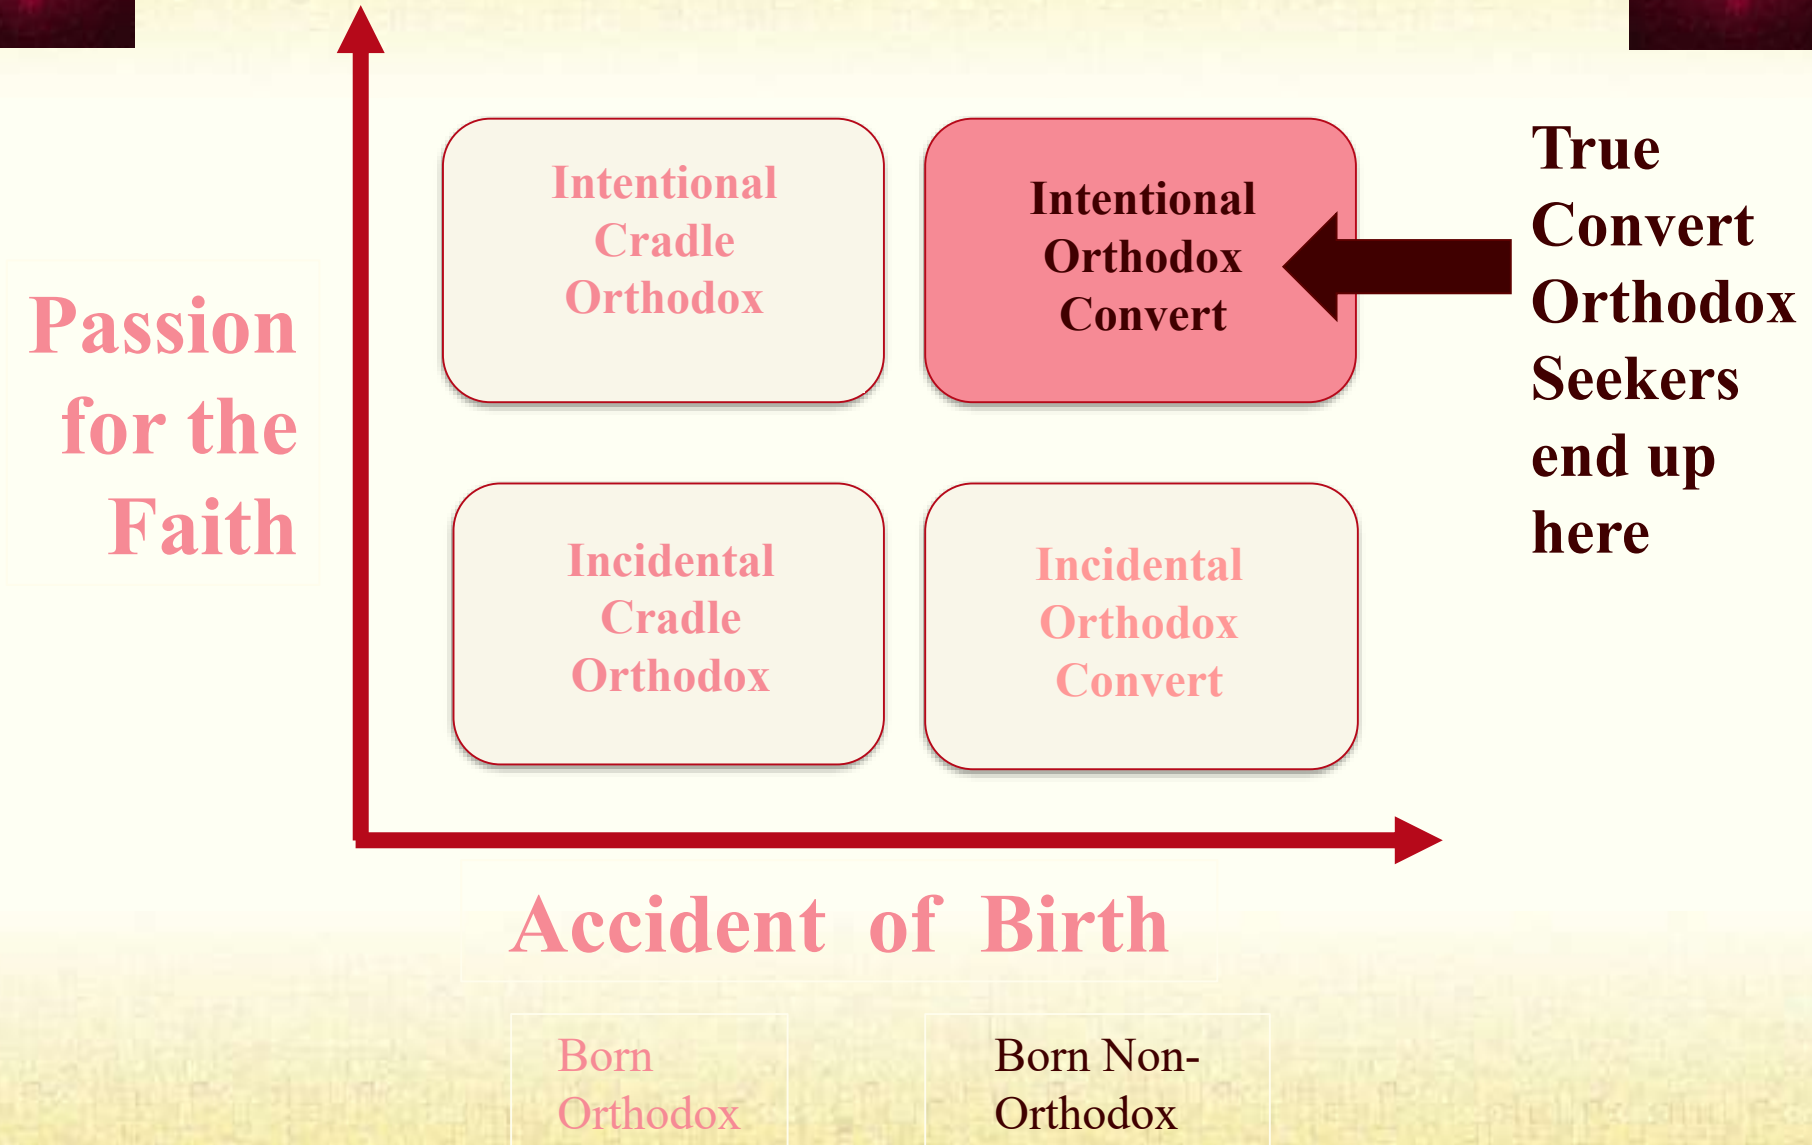 Passion
for the
Faith
Intentional
Cradle
Orthodox
Intentional
Orthodox
Convert
True
Convert
Orthodox
Seekers
end up
here
Incidental
Cradle
Orthodox
Incidental
Orthodox
Convert
Accident of Birth
Born
Orthodox
Born Non-
Orthodox